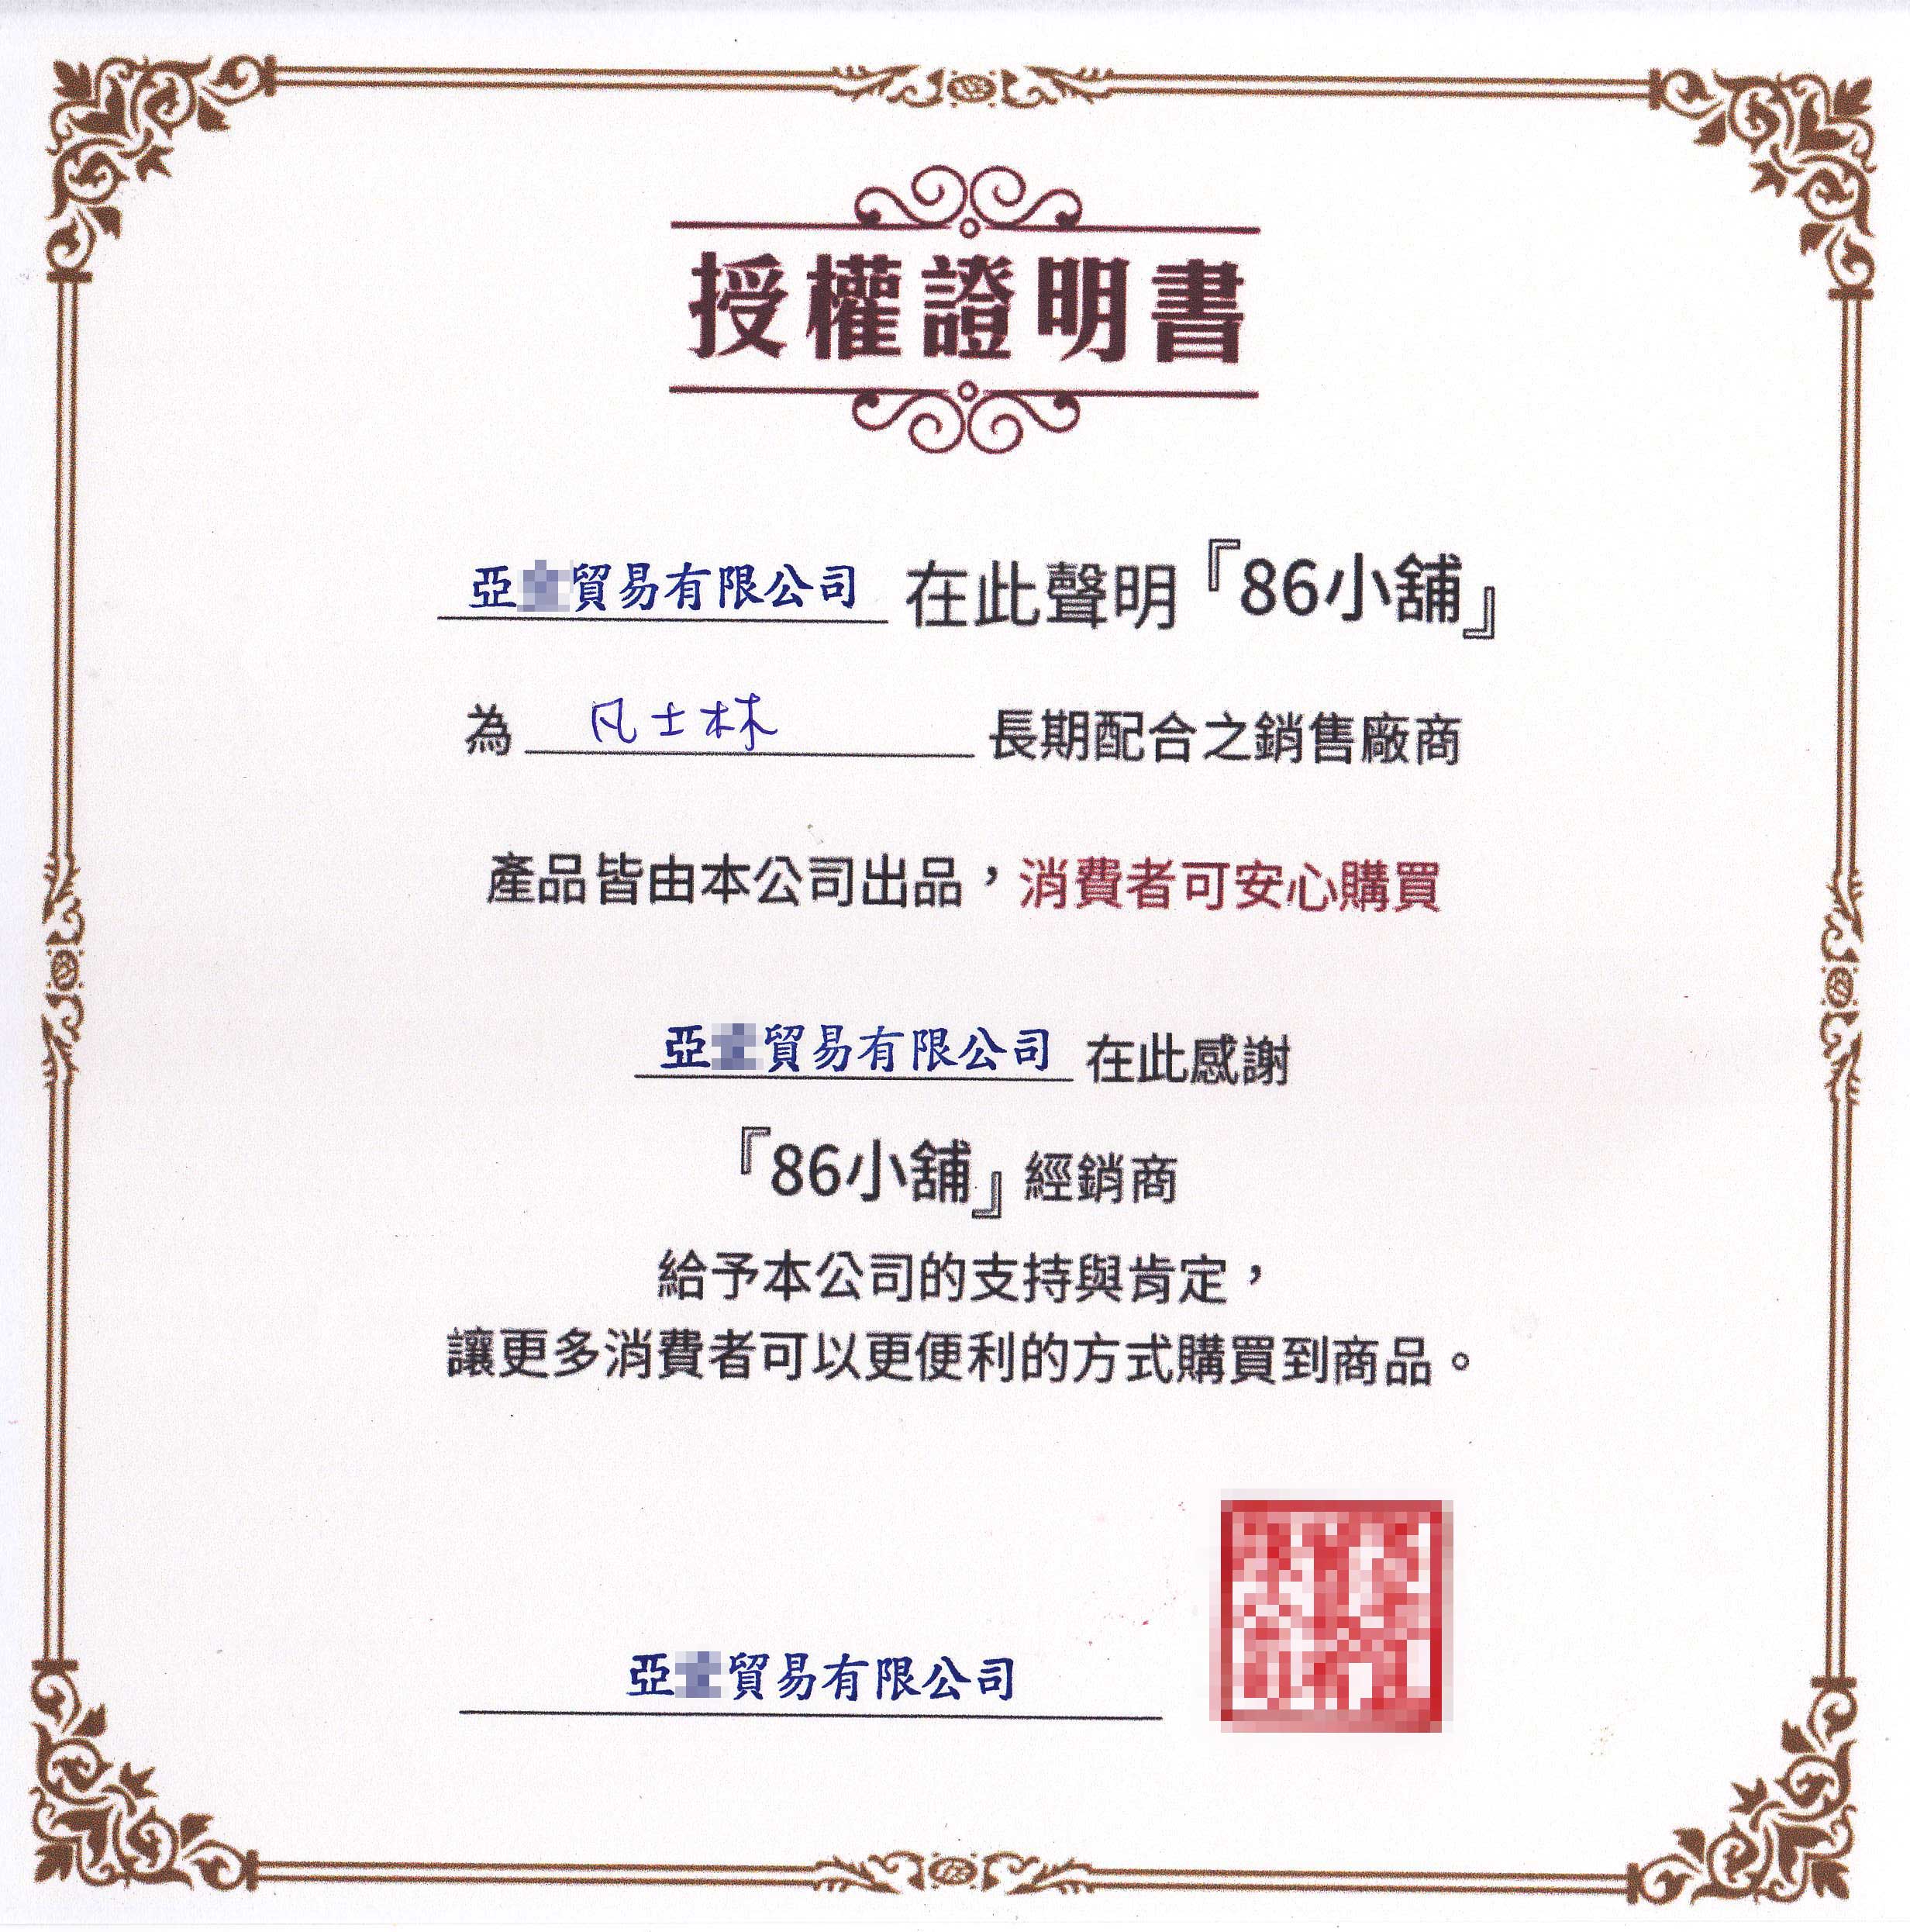 授權證明書
亞貿易有限公司 在此聲明『86小舖』
為 凡士林 長期配合之銷售廠商
產品皆由本公司出品，消費者可安心購買
亞貿易有限公司 在此感謝
『86小舖』經銷商
給予本公司的支持與肯定，
讓更多消費者可以更便利的方式購買到商品。
亞貿易有限公司